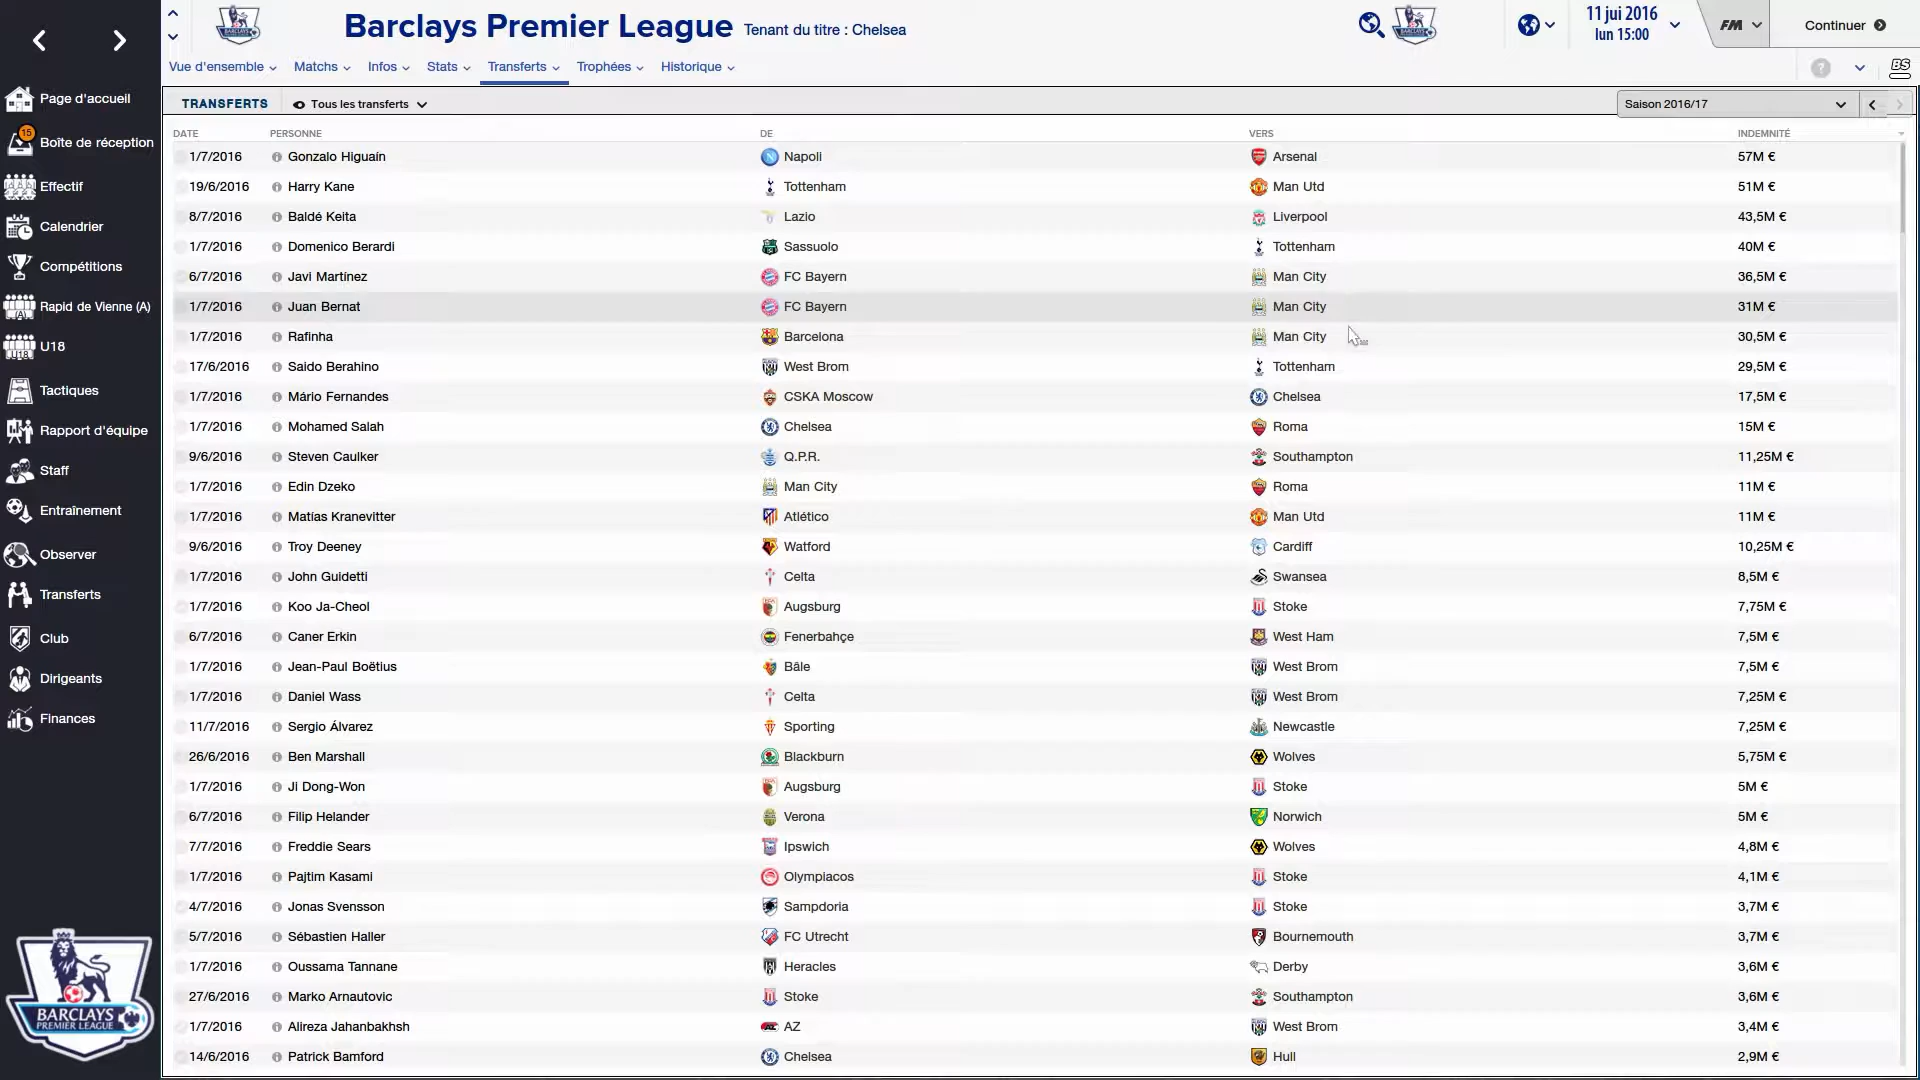 Barclays Premier League Tenant du titre : Chelsea
11 jui 2016
lun 15:00
FM
Continuer
Vue d'ensemble Matchs Infos Stats Transferts Trophées Historique
? BS
TRANSFERTS Tous les transferts Saison 2016/17
Page d'accueil
15
Boîte de réception
Effectif
Calendrier
Compétitions
Rapid de Vienne (A)
(A)
U18
U18
Tactiques
Rapport d'équipe
Staff
Entraînement
Observer
Transferts
Club
Dirigeants
Finances
BARCLAYS
PREMIER LEAGUE
DATE PERSONNE DE VERS INDEMNITÉ
1/7/2016 Gonzalo Higuaín Napoli Arsenal 57M €
19/6/2016 Harry Kane Tottenham Man Utd 51M €
8/7/2016 Baldé Keita Lazio Liverpool 43,5M €
1/7/2016 Domenico Berardi Sassuolo Tottenham 40M €
6/7/2016 Javi Martínez FC Bayern Man City 36,5M €
1/7/2016 Juan Bernat FC Bayern Man City 31M €
1/7/2016 Rafinha Barcelona Man City 30,5M €
17/6/2016 Saido Berahino West Brom Tottenham 29,5M €
1/7/2016 Mário Fernandes CSKA Moscow Chelsea 17,5M €
1/7/2016 Mohamed Salah Chelsea Roma 15M €
9/6/2016 Steven Caulker Q.P.R. Southampton 11,25M €
1/7/2016 Edin Dzeko Man City Roma 11M €
1/7/2016 Matías Kranevitter Atlético Man Utd 11M €
9/6/2016 Troy Deeney Watford Cardiff 10,25M €
1/7/2016 John Guidetti Celta Swansea 8,5M €
1/7/2016 Koo Ja-Cheol Augsburg Stoke 7,75M €
6/7/2016 Caner Erkin Fenerbahçe West Ham 7,5M €
1/7/2016 Jean-Paul Boëtius Bâle West Brom 7,5M €
1/7/2016 Daniel Wass Celta West Brom 7,25M €
11/7/2016 Sergio Álvarez Sporting Newcastle 7,25M €
26/6/2016 Ben Marshall Blackburn Wolves 5,75M €
1/7/2016 Ji Dong-Won Augsburg Stoke 5M €
6/7/2016 Filip Helander Verona Norwich 5M €
7/7/2016 Freddie Sears Ipswich Wolves 4,8M €
1/7/2016 Pajtim Kasami Olympiacos Stoke 4,1M €
4/7/2016 Jonas Svensson Sampdoria Stoke 3,7M €
5/7/2016 Sébastien Haller FC Utrecht Bournemouth 3,7M €
1/7/2016 Oussama Tannane Heracles Derby 3,6M €
27/6/2016 Marko Arnautovic Stoke Southampton 3,6M €
1/7/2016 Alireza Jahanbakhsh AZ West Brom 3,4M €
14/6/2016 Patrick Bamford Chelsea Hull 2,9M €